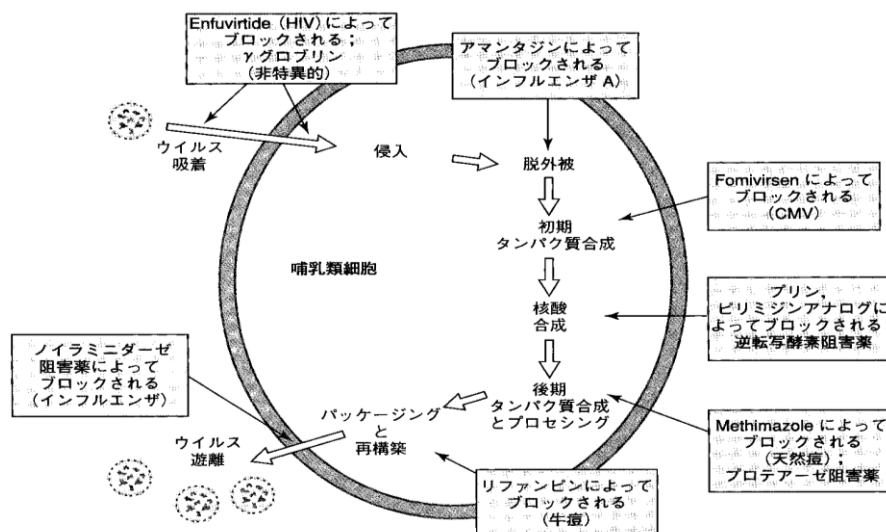 Enfuvirtide (HIV) によって
ブロックされる；
γグロブリン
(非特異的)
アマンタジンによって
ブロックされる
(インフルエンザ A)
ウイルス
吸着
侵入
脱外被
Fomivirsen によって
ブロックされる
(CMV)
初期
タンパク質合成
哺乳類細胞
核酸
合成
プリン，
ピリミジンアナログに
よってブロックされる；
逆転写酵素阻害薬
ノイラミニダーゼ
阻害薬によって
ブロックされる
(インフルエンザ)
後期
タンパク質合成
とプロセシング
パッケージング
と
再構築
Methimazole によって
ブロックされる
(天然痘)；
プロテアーゼ阻害薬
ウイルス
遊離
リファンピンによって
ブロックされる
(牛痘)